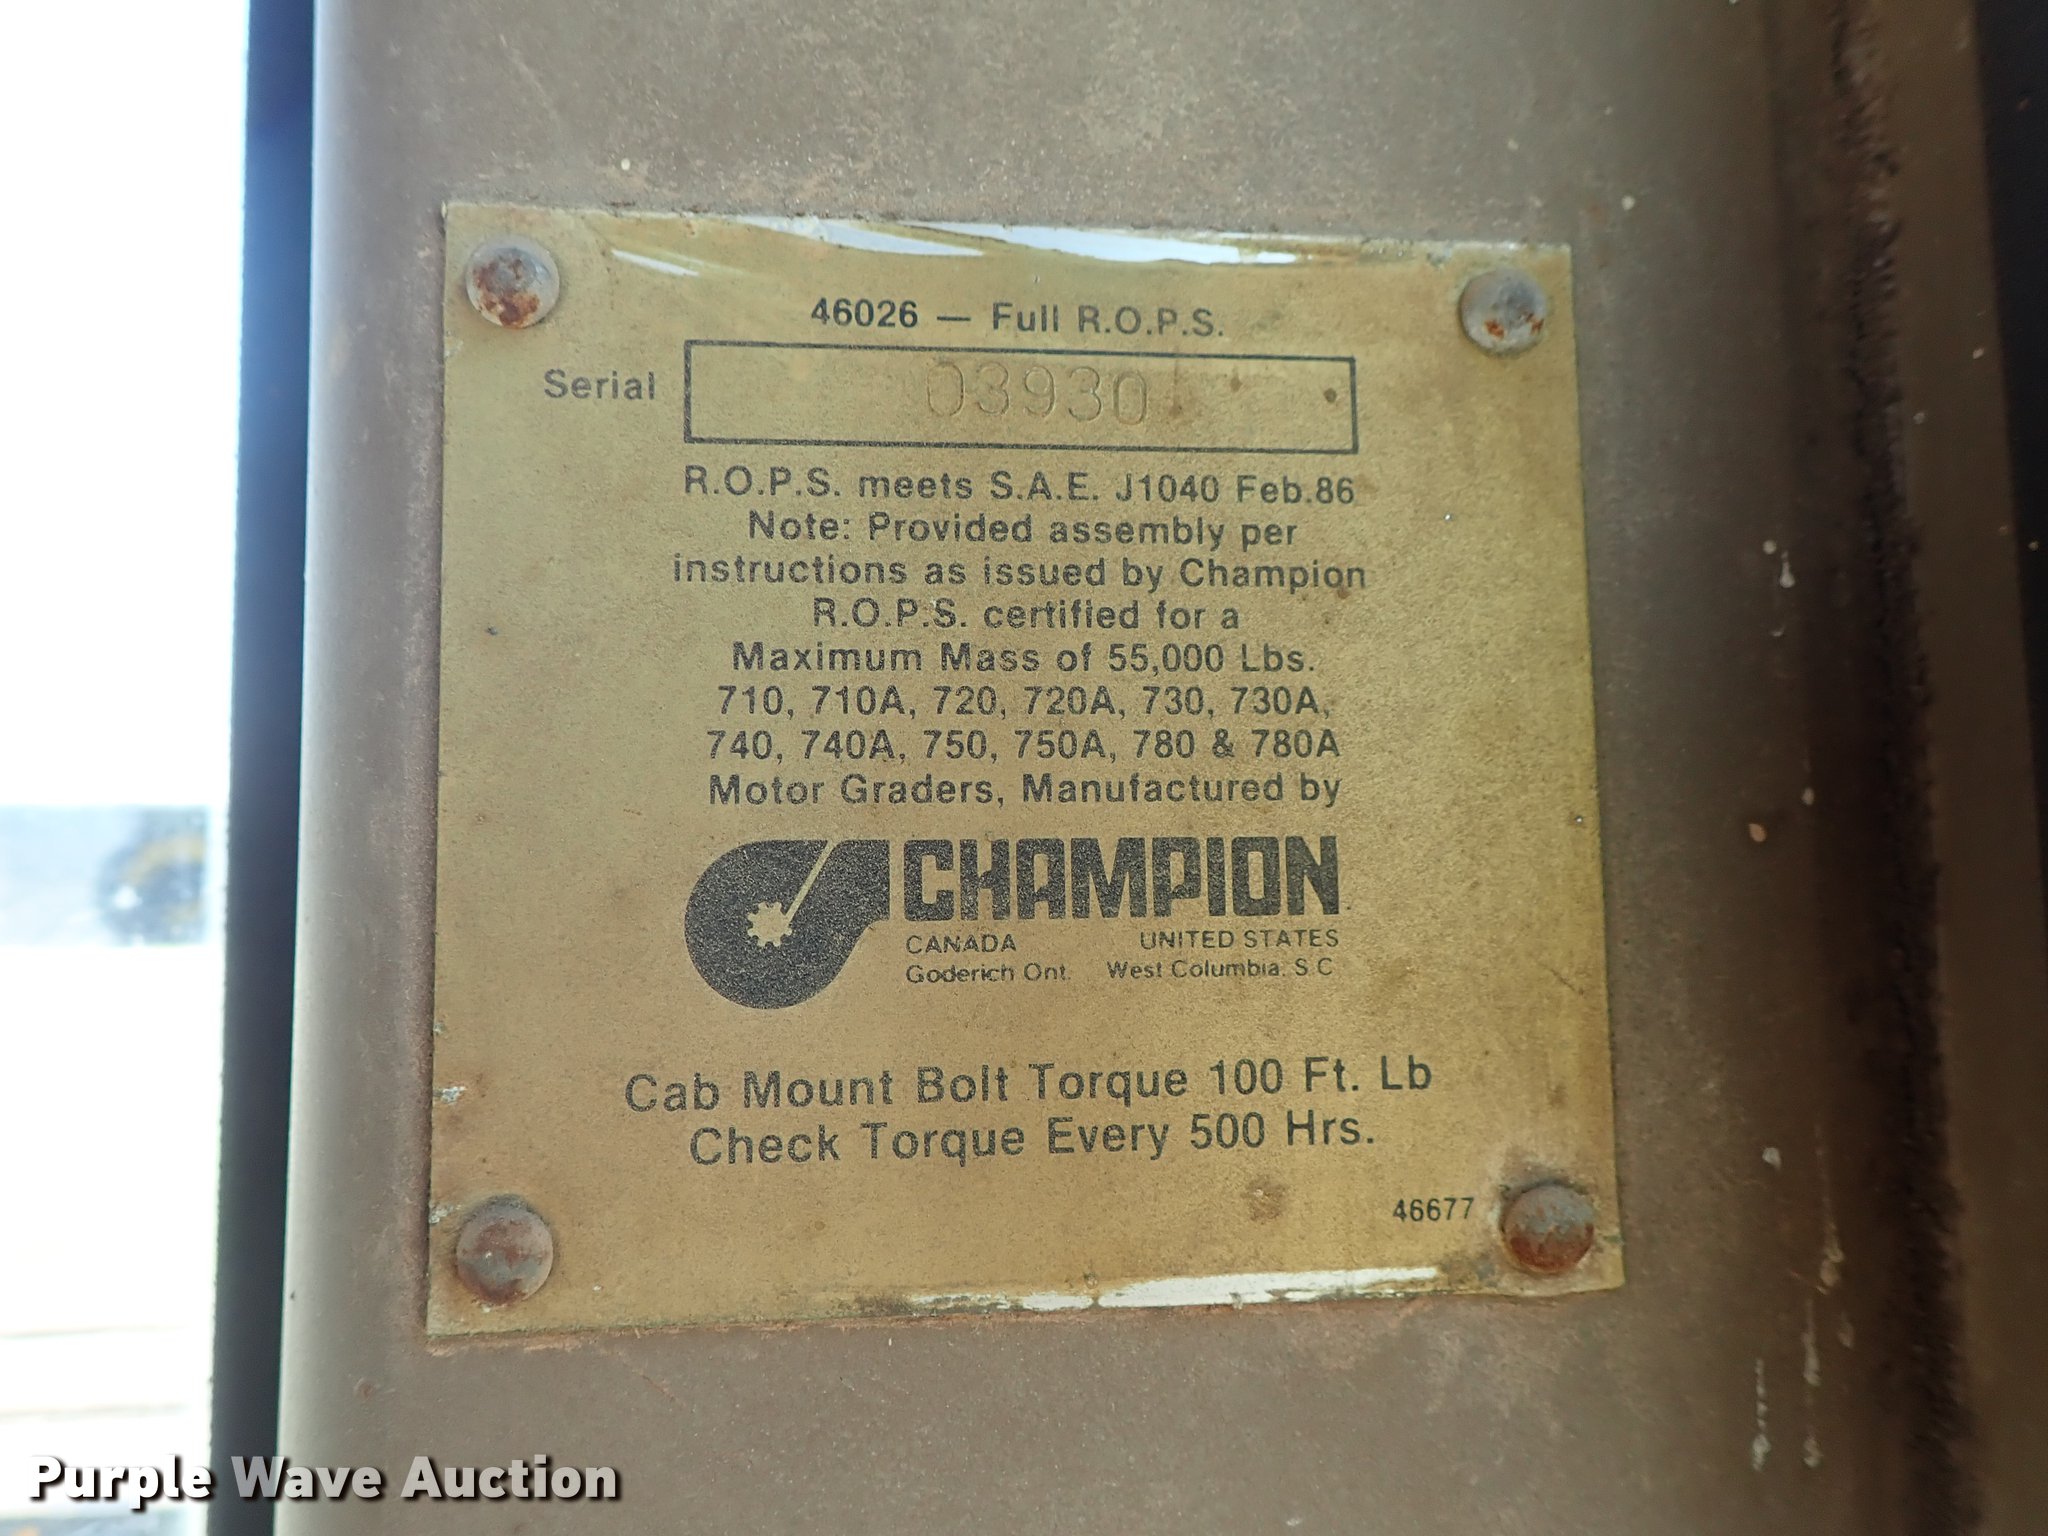 46026 — Full R.O.P.S.
Serial 03930
R.O.P.S. meets S.A.E. J1040 Feb.86
Note: Provided assembly per
instructions as issued by Champion
R.O.P.S. certified for a
Maximum Mass of 55,000 Lbs.
710, 710A, 720, 720A, 730, 730A,
740, 740A, 750, 750A, 780 & 780A
Motor Graders, Manufactured by
CHAMPION
CANADA UNITED STATES
Goderich Ont. West Columbia. S.C
Cab Mount Bolt Torque 100 Ft. Lb
Check Torque Every 500 Hrs.
46677
Purple Wave Auction